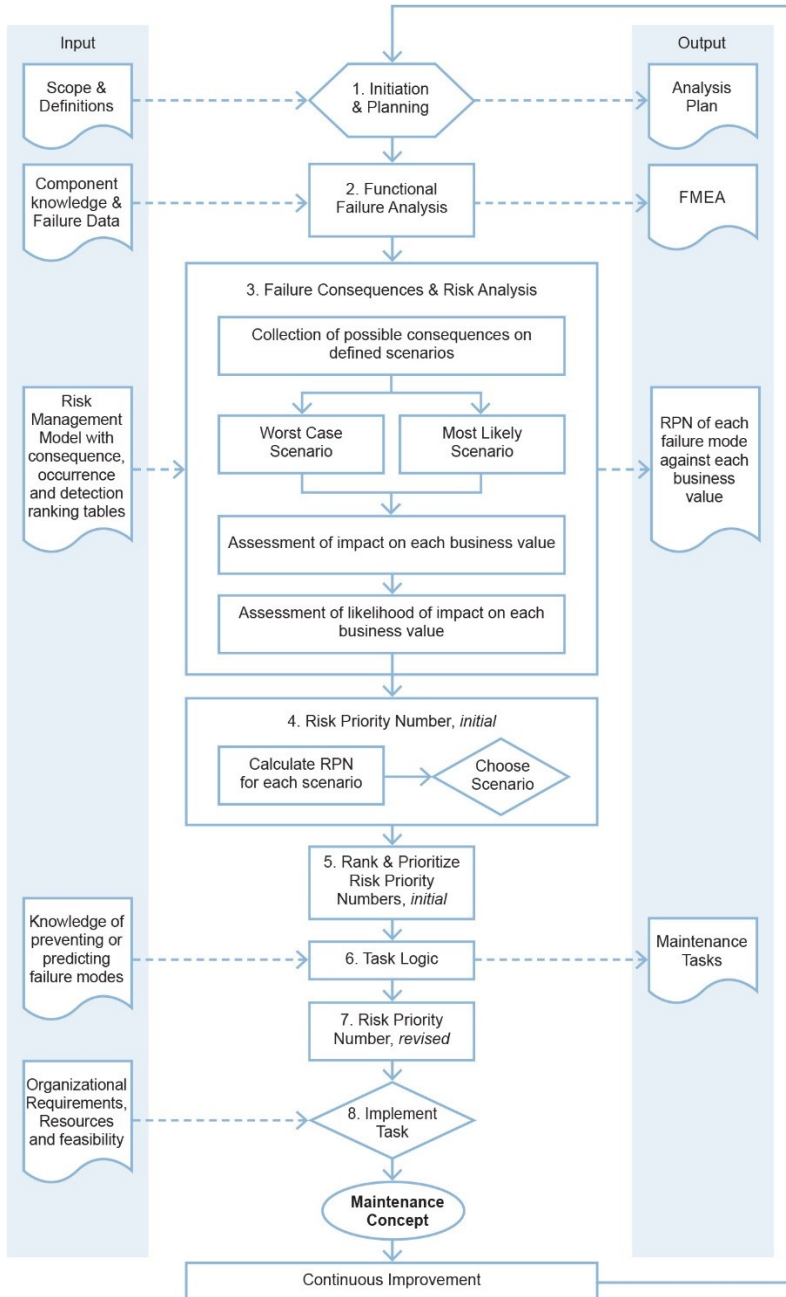 Input
Output
Scope &
Definitions
1. Initiation
& Planning
Analysis
Plan
Component
knowledge &
Failure Data
2. Functional
Failure Analysis
FMEA
3. Failure Consequences & Risk Analysis
Collection of possible consequences on
defined scenarios
Risk
Management
Model with
consequence,
occurrence
and detection
ranking tables
Worst Case
Scenario
Most Likely
Scenario
RPN of each
failure mode
against each
business
value
Assessment of impact on each business value
Assessment of likelihood of impact on each
business value
4. Risk Priority Number, initial
Calculate RPN
for each scenario
Choose
Scenario
5. Rank & Prioritize
Risk Priority
Numbers, initial
Knowledge of
preventing or
predicting
failure modes
6. Task Logic
Maintenance
Tasks
7. Risk Priority
Number, revised
Organizational
Requirements,
Resources
and feasibility
8. Implement
Task
Maintenance
Concept
Continuous Improvement